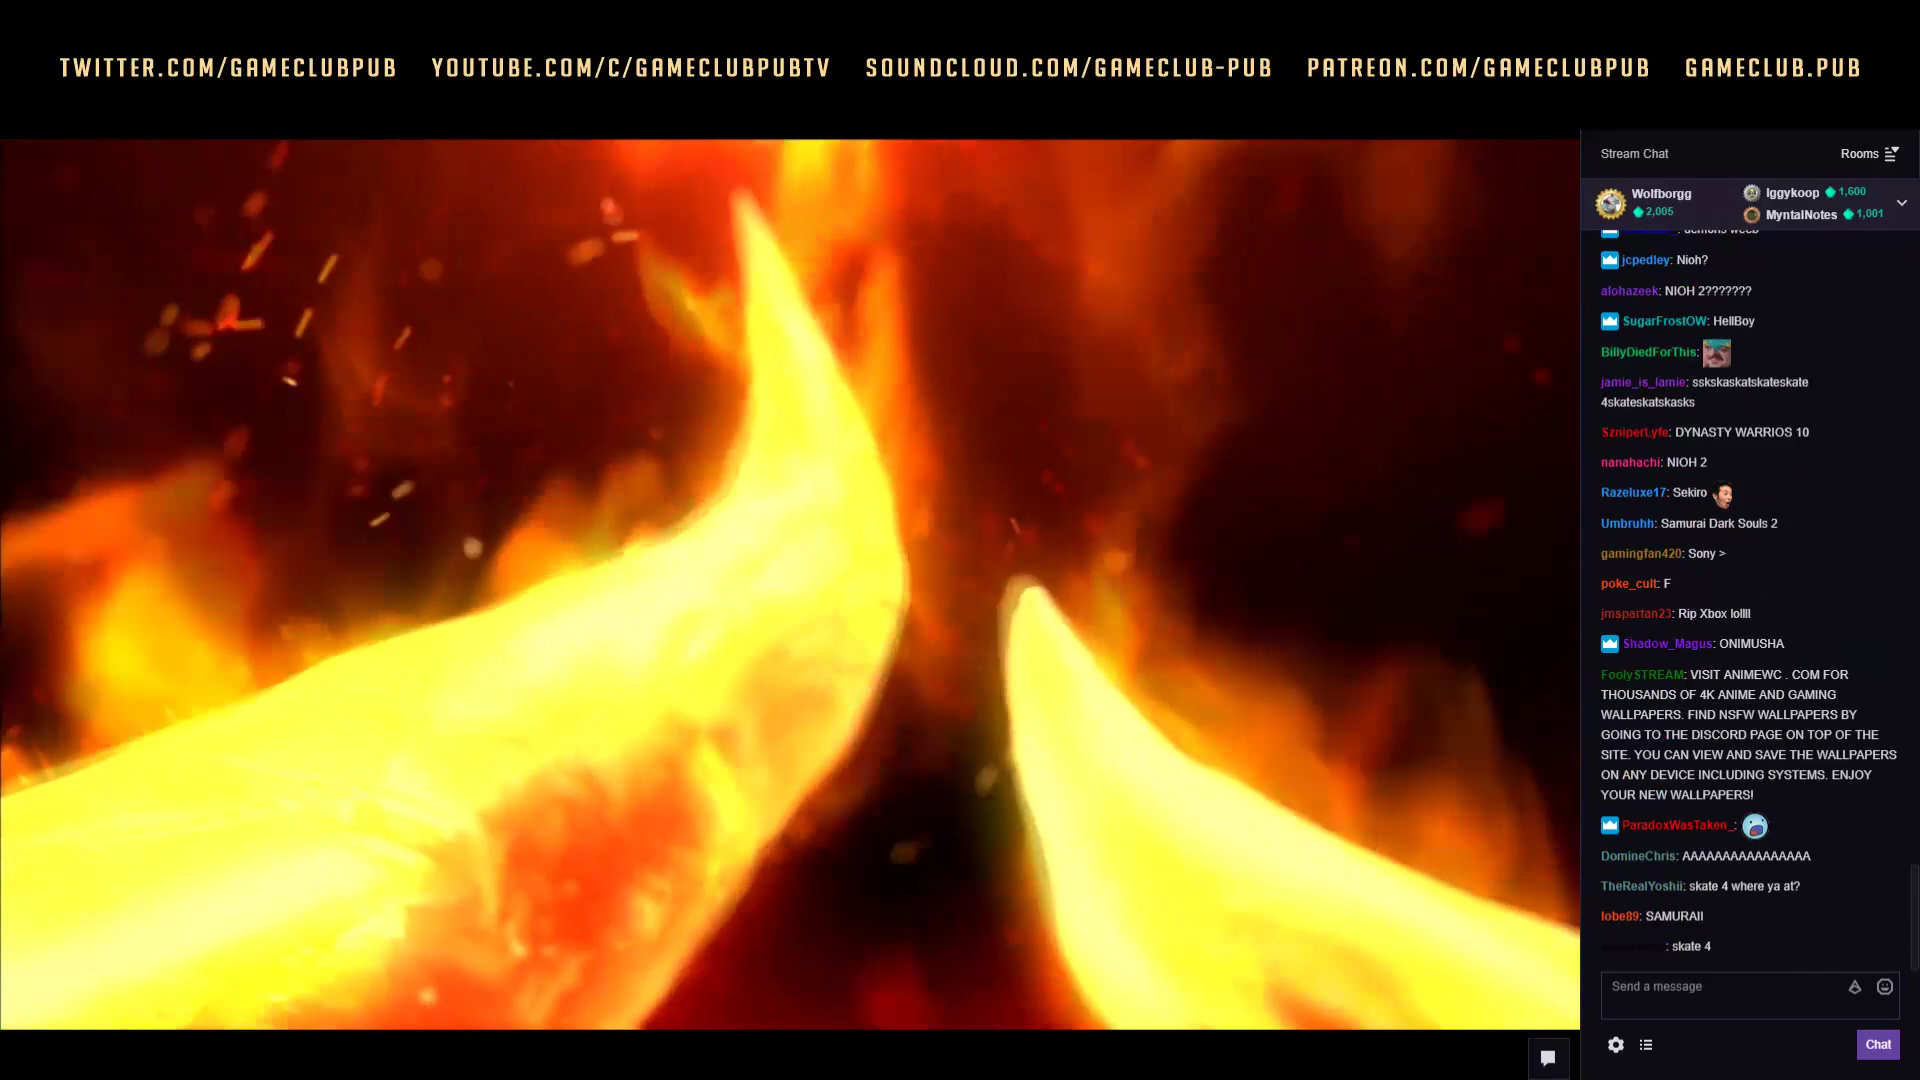 TWITTER.COM/GAMECLUBPUB YOUTUBE.COM/C/GAMECLUBPUBTV SOUNDCLOUD.COM/GAMECLUB-PUB PATREON.COM/GAMECLUBPUB GAMECLUB.PUB
Stream Chat Rooms
Wolfborgg Iggykoop 1,600
2,005 MyntalNotes 1,001
: demons weeb
jcpedley: Nioh?
alohazeek: NIOH 2???????
SugarFrostOW: HellBoy
BillyDiedForThis:
jamie_is_lamie: sskskaskatskateskate
4skateskatskasks
SzniperLyfe: DYNASTY WARRIOS 10
nanahachi: NIOH 2
Razeluxe17: Sekiro
Umbruhh: Samurai Dark Souls 2
gamingfan420: Sony >
poke_cult: F
jmspartan23: Rip Xbox lollll
Shadow_Magus: ONIMUSHA
FoolySTREAM: VISIT ANIMEWC . COM FOR
THOUSANDS OF 4K ANIME AND GAMING
WALLPAPERS. FIND NSFW WALLPAPERS BY
GOING TO THE DISCORD PAGE ON TOP OF THE
SITE. YOU CAN VIEW AND SAVE THE WALLPAPERS
ON ANY DEVICE INCLUDING SYSTEMS. ENJOY
YOUR NEW WALLPAPERS!
ParadoxWasTaken_:
DomineChris: AAAAAAAAAAAAAAAA
TheRealYoshii: skate 4 where ya at?
lobe89: SAMURAII
: skate 4
Send a message
Chat